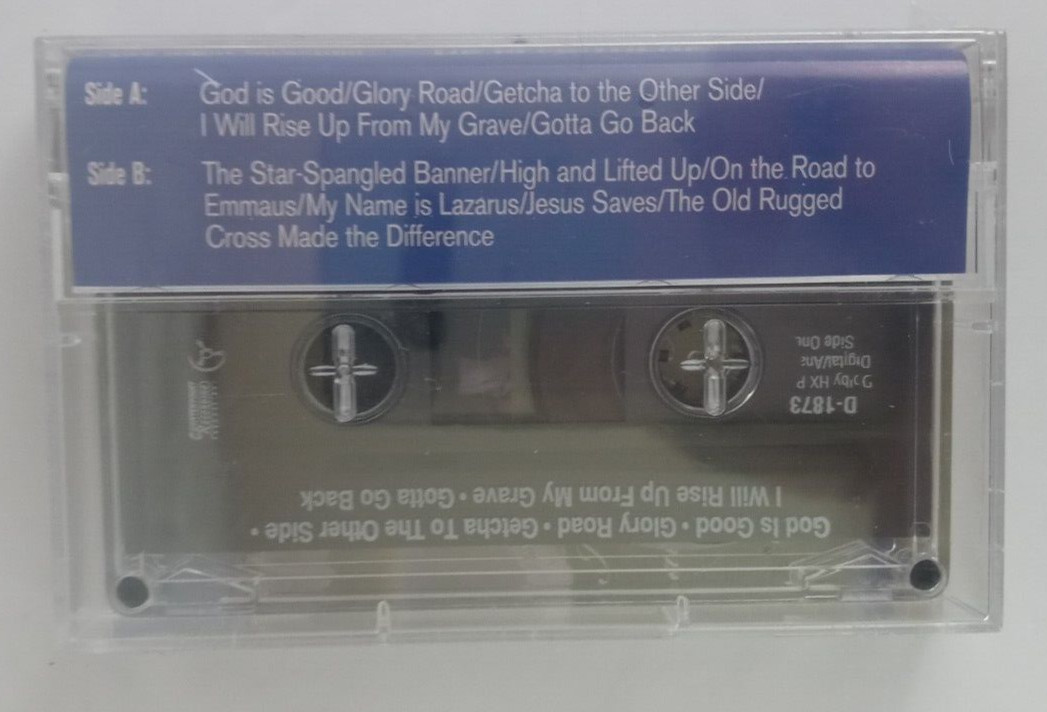 Side A:
God is Good/Glory Road/Getcha to the Other Side/
I Will Rise Up From My Grave/Gotta Go Back
Side B:
The Star-Spangled Banner/High and Lifted Up/On the Road to
Emmaus/My Name is Lazarus/Jesus Saves/The Old Rugged
Cross Made the Difference
God Is Good • Glory Road • Getcha To The Other Side •
I Will Rise Up From My Grave • Gotta Go Back
D-1873
Dolby HX P
Digital/Ana
Side One